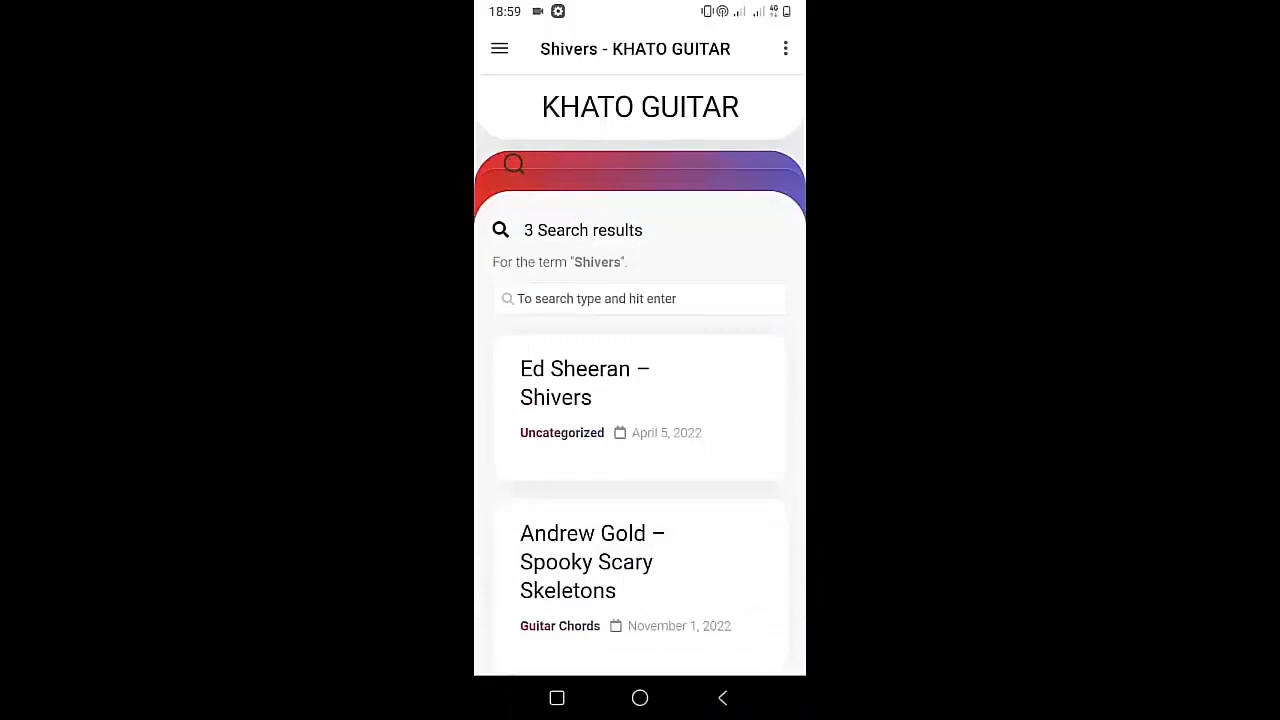 18:59
4G
Shivers - KHATO GUITAR
KHATO GUITAR
3 Search results
For the term "Shivers".
To search type and hit enter
Ed Sheeran –
Shivers
Uncategorized April 5, 2022
Andrew Gold –
Spooky Scary
Skeletons
Guitar Chords November 1, 2022